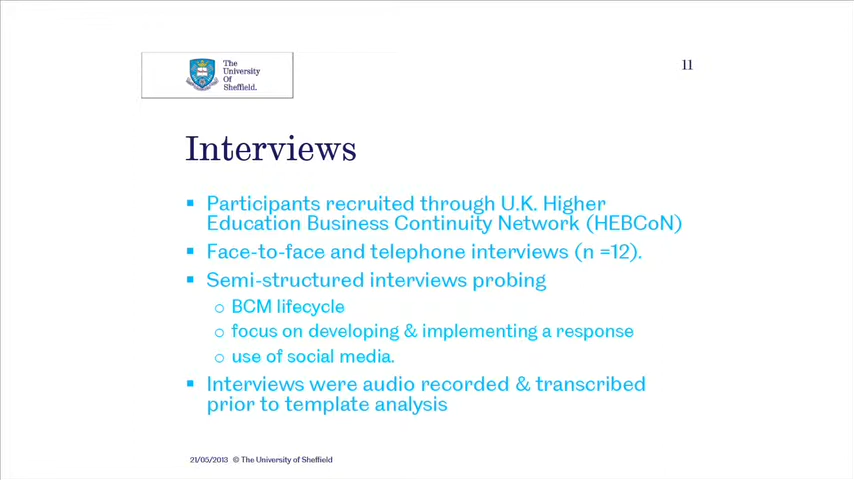 The
University
Of
Sheffield.
11
Interviews
▪ Participants recruited through U.K. Higher
Education Business Continuity Network (HEBCoN)
▪ Face-to-face and telephone interviews (n =12).
▪ Semi-structured interviews probing
o BCM lifecycle
o focus on developing & implementing a response
o use of social media.
▪ Interviews were audio recorded & transcribed
prior to template analysis
21/05/2013 © The University of Sheffield